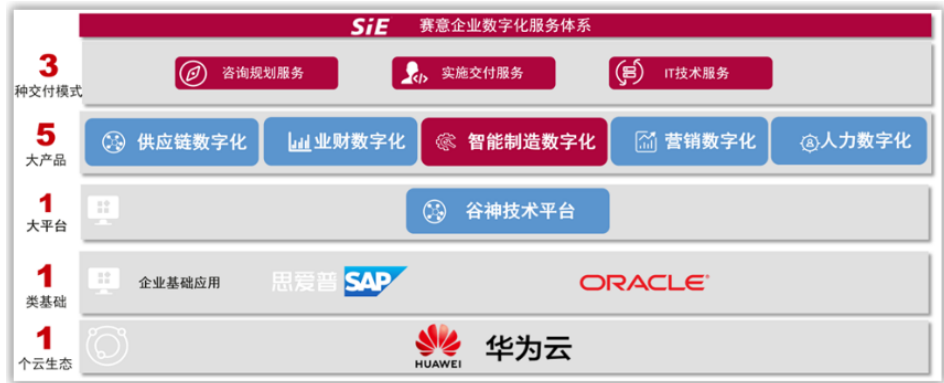 SiE 赛意企业数字化服务体系
3
种交付模式
咨询规划服务
实施交付服务
IT技术服务
5
大产品
供应链数字化
业财数字化
智能制造数字化
营销数字化
人力数字化
1
大平台
谷神技术平台
1
类基础
企业基础应用
思爱普 SAP
ORACLE
1
个云生态
HUAWEI
华为云